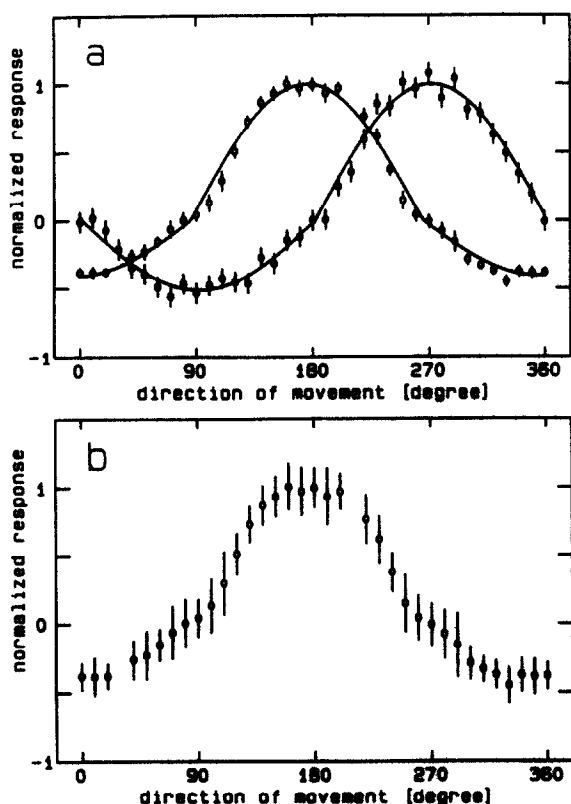 a
normalized response
1
0
-1
0 90 180 270 360
direction of movement [degree]
b
normalized response
1
0
-1
0 90 180 270 360
direction of movement [degree]